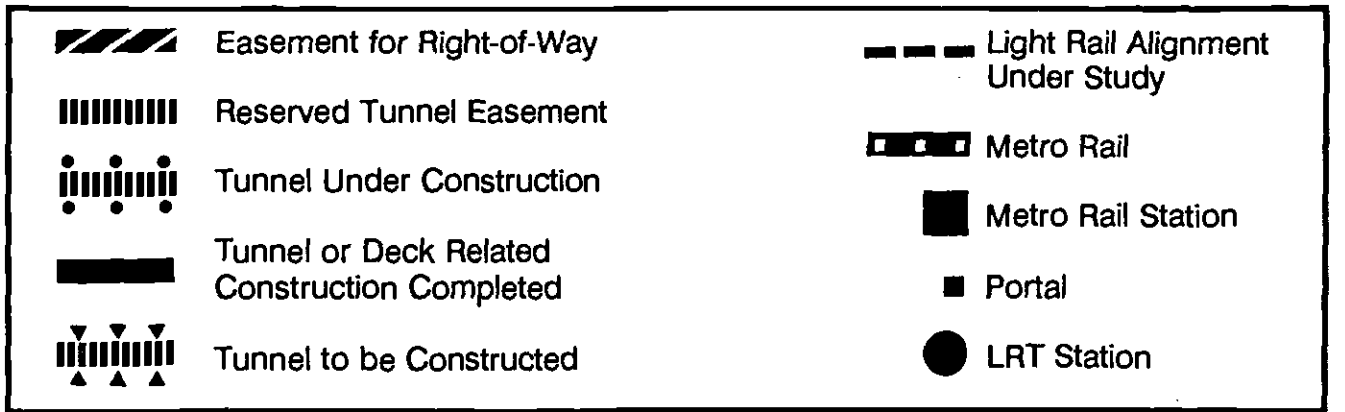 Easement for Right-of-Way
Reserved Tunnel Easement
Tunnel Under Construction
Tunnel or Deck Related
Construction Completed
Tunnel to be Constructed
Light Rail Alignment
Under Study
Metro Rail
Metro Rail Station
Portal
LRT Station